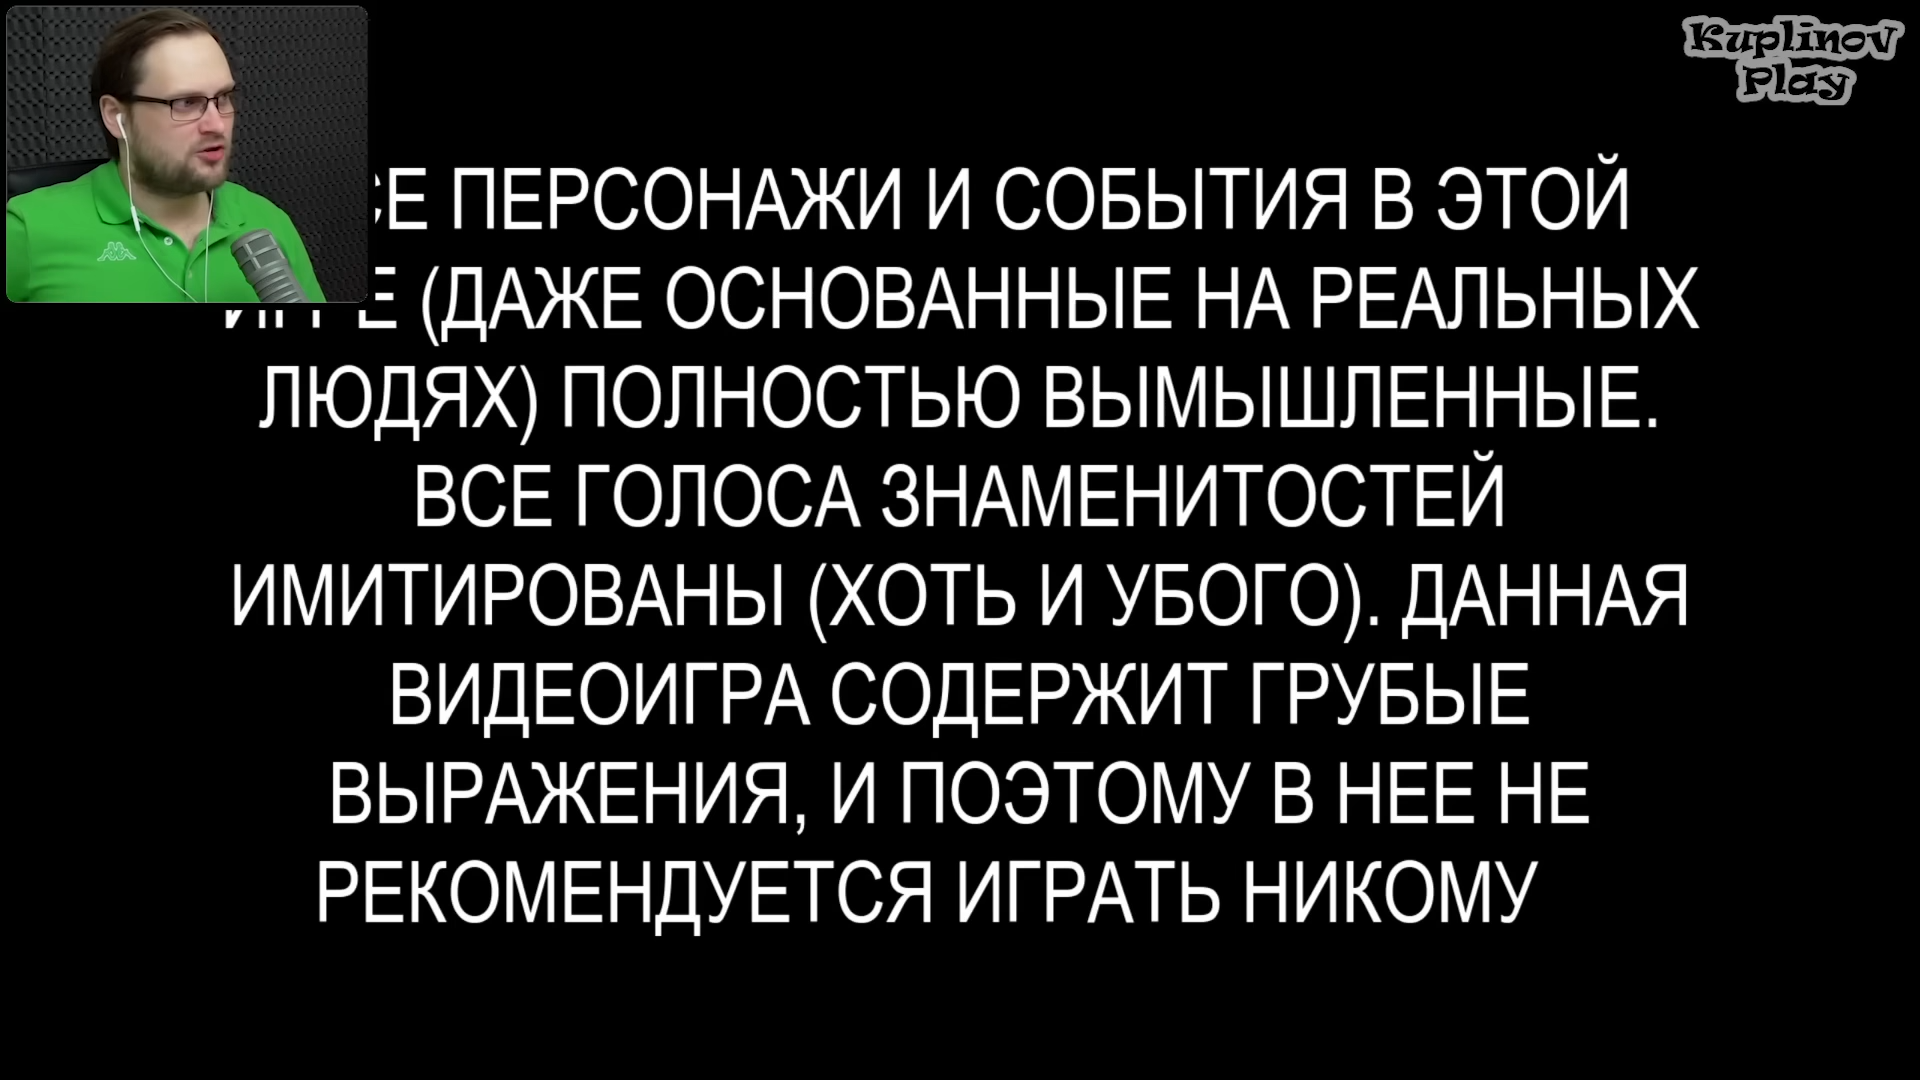 Kuplinov
Play
ПЕРСОНАЖИ И СОБЫТИЯ В ЭТОЙ
(ДАЖЕ ОСНОВАННЫЕ НА РЕАЛЬНЫХ
ЛЮДЯХ) ПОЛНОСТЬЮ ВЫМЫШЛЕННЫЕ.
ВСЕ ГОЛОСА ЗНАМЕНИТОСТЕЙ
ИМИТИРОВАНЫ (ХОТЬ И УБОГО). ДАННАЯ
ВИДЕОИГРА СОДЕРЖИТ ГРУБЫЕ
ВЫРАЖЕНИЯ, И ПОЭТОМУ В НЕЕ НЕ
РЕКОМЕНДУЕТСЯ ИГРАТЬ НИКОМУ